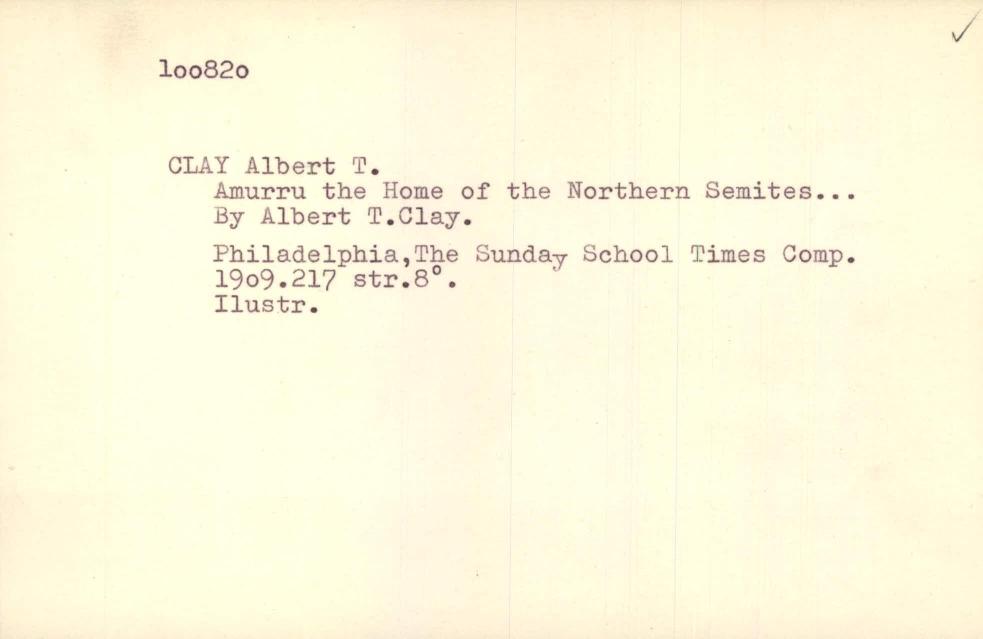 loo82o
CLAY Albert T.
Amurru the Home of the Northern Semites...
By Albert T.Clay.
Philadelphia,The Sunday School Times Comp.
19o9.217 str.8°.
Ilustr.